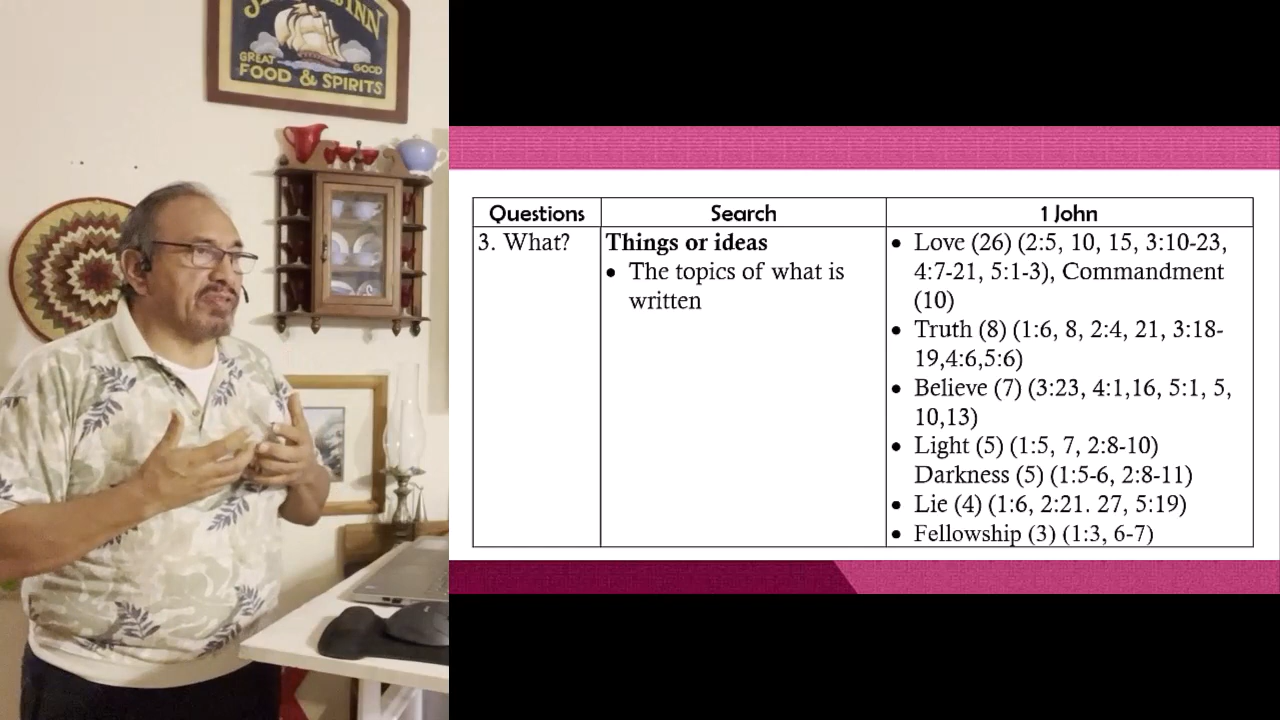 INN
GREAT GOOD
FOOD & SPIRITS
Questions Search 1 John
3. What? Things or ideas
• The topics of what is
written
• Love (26) (2:5, 10, 15, 3:10-23,
4:7-21, 5:1-3), Commandment
(10)
• Truth (8) (1:6, 8, 2:4, 21, 3:18-
19,4:6,5:6)
• Believe (7) (3:23, 4:1,16, 5:1, 5,
10,13)
• Light (5) (1:5, 7, 2:8-10)
Darkness (5) (1:5-6, 2:8-11)
• Lie (4) (1:6, 2:21. 27, 5:19)
• Fellowship (3) (1:3, 6-7)